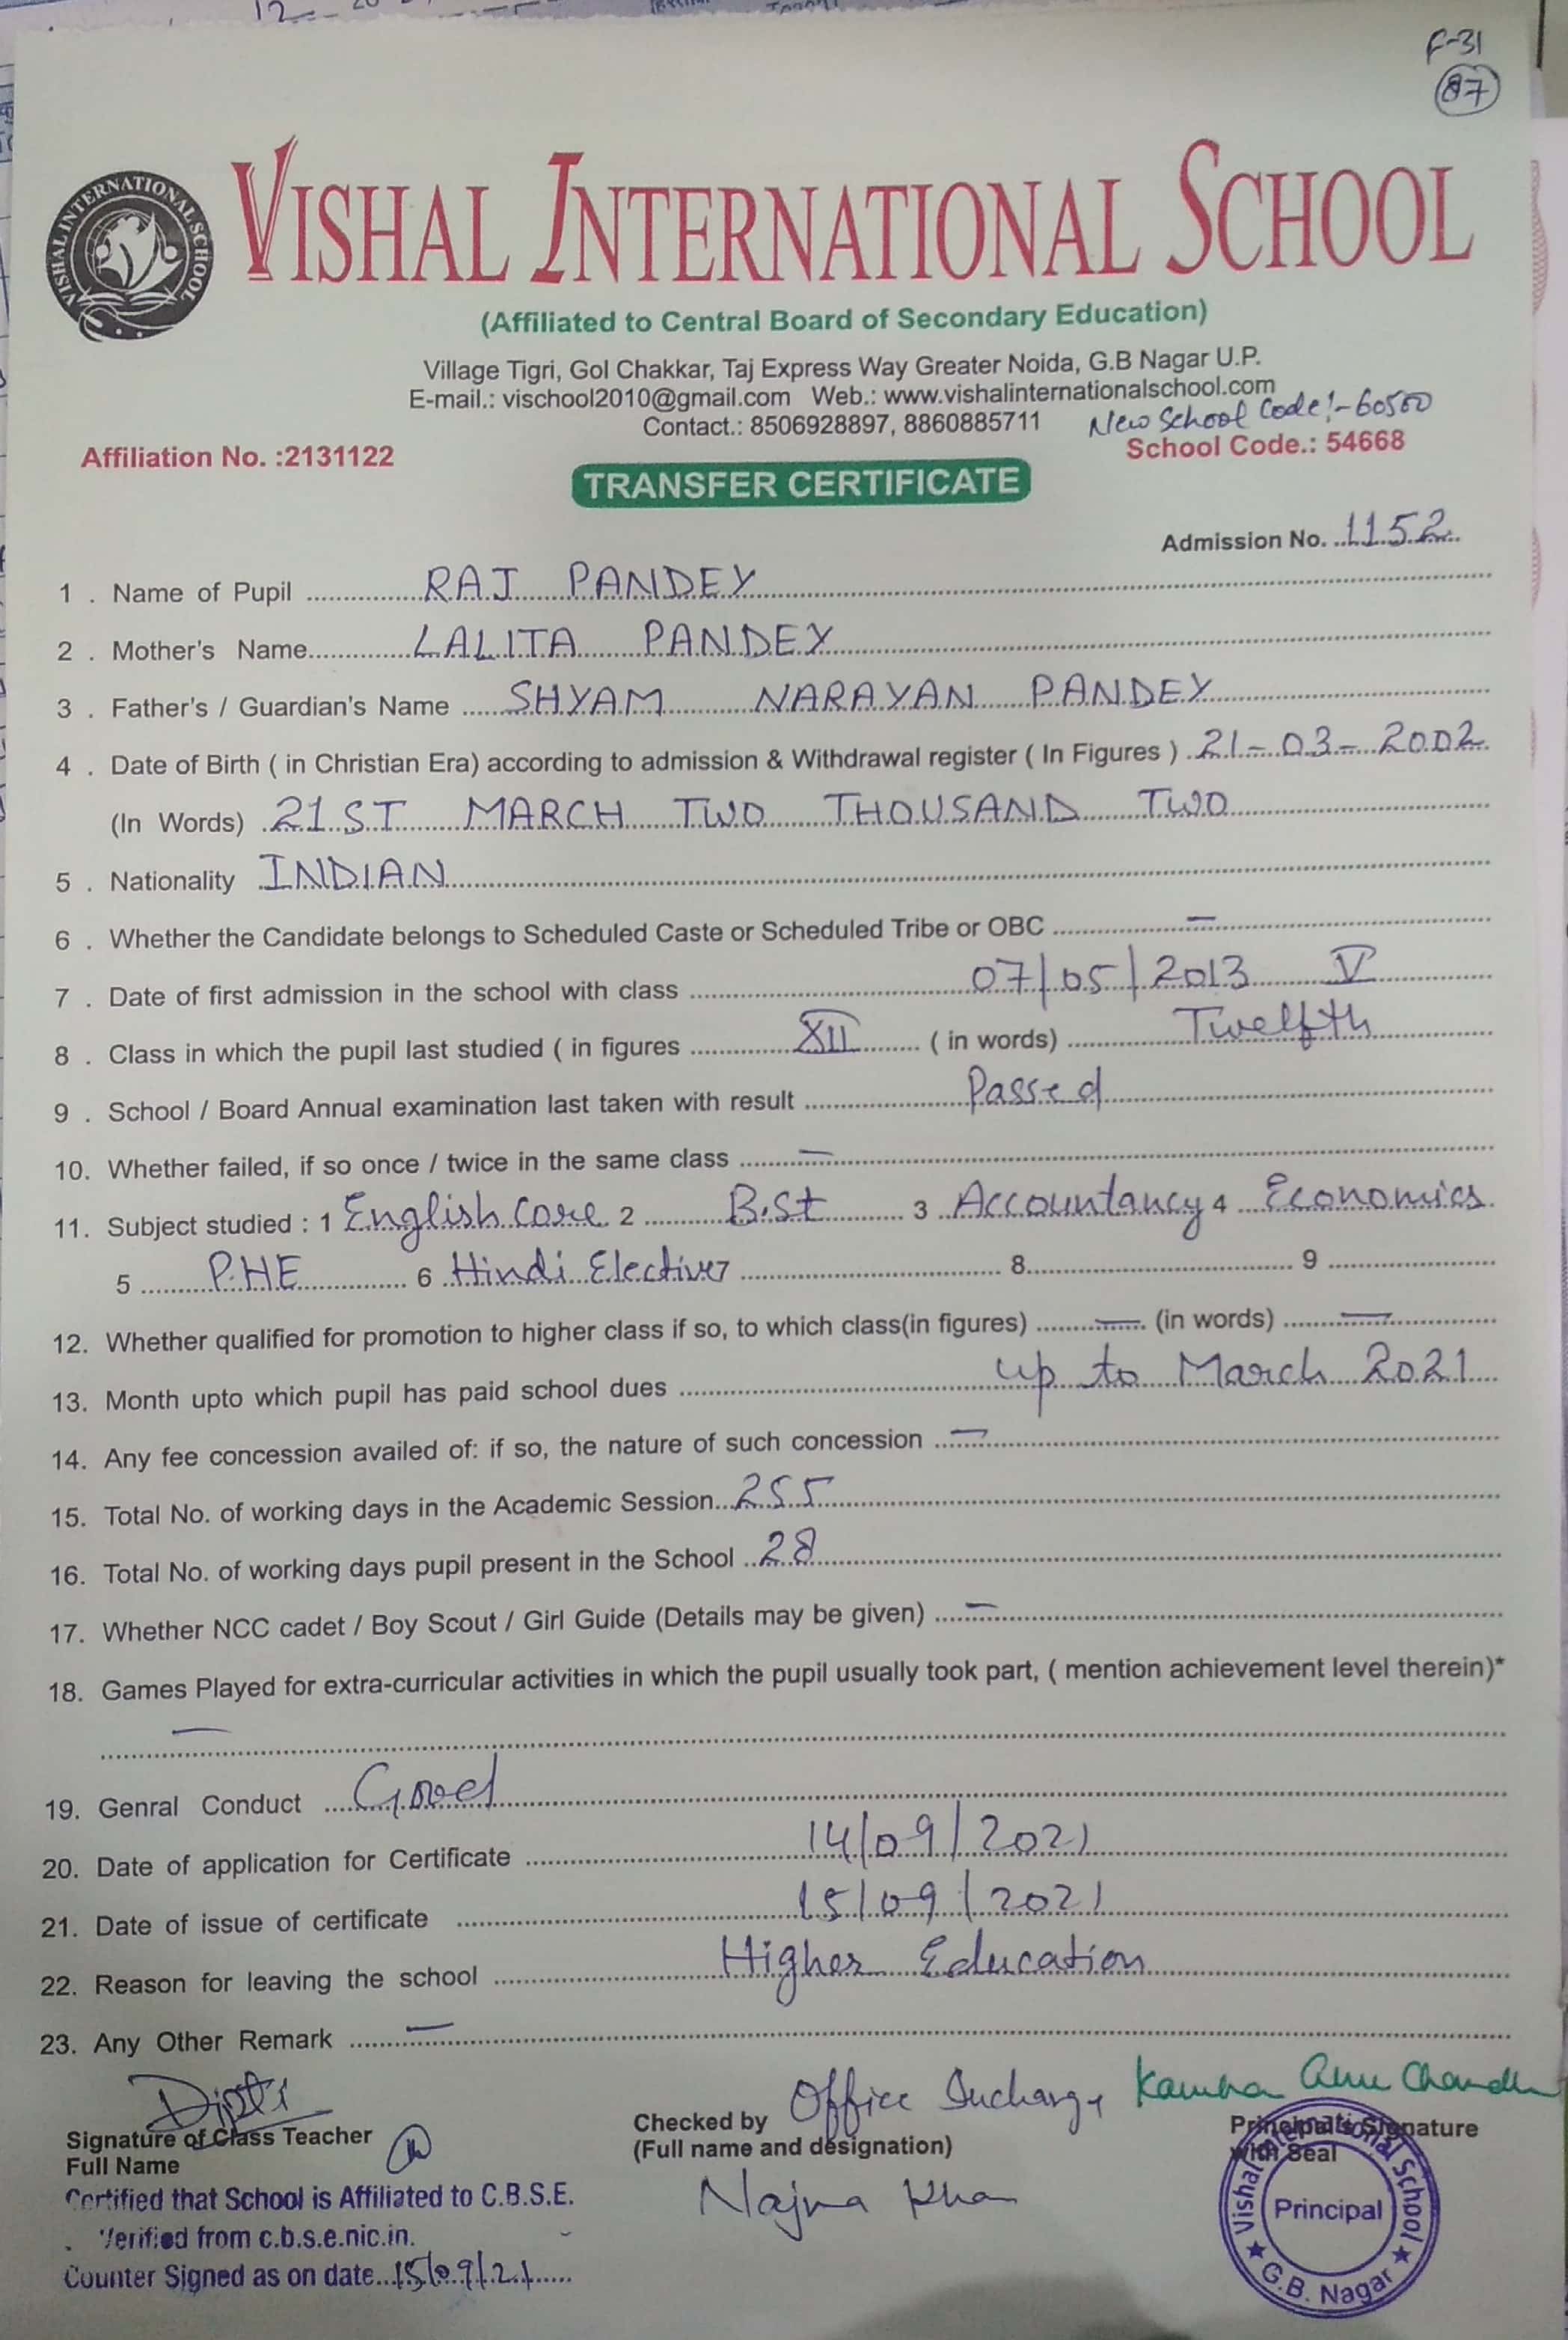 F-31
87
VISHAL INTERNATIONAL SCHOOL
VISHAL INTERNATIONAL SCHOOL
(Affiliated to Central Board of Secondary Education)
Village Tigri, Gol Chakkar, Taj Express Way Greater Noida, G.B Nagar U.P.
E-mail.: vischool2010@gmail.com Web.: www.vishalinternationalschool.com
Contact.: 8506928897, 8860885711 New School Code:- 60500
Affiliation No. :2131122 School Code.: 54668
TRANSFER CERTIFICATE
Admission No. 1152
1 . Name of Pupil RAJ PANDEY
2 . Mother's Name LALITA PANDEY
3 . Father's / Guardian's Name SHYAM NARAYAN PANDEY
4 . Date of Birth ( in Christian Era) according to admission & Withdrawal register ( In Figures ) 21-03-2002
(In Words) 21ST MARCH TWO THOUSAND TWO
5 . Nationality INDIAN
6 . Whether the Candidate belongs to Scheduled Caste or Scheduled Tribe or OBC —
7 . Date of first admission in the school with class 07/05/2013 V
8 . Class in which the pupil last studied ( in figures XII ( in words) Twelfth
9 . School / Board Annual examination last taken with result Passed
10. Whether failed, if so once / twice in the same class —
11. Subject studied : 1 English Core 2 B.St 3 Accountancy 4 Economics
5 P.HE 6 Hindi Elective 7 8 9
12. Whether qualified for promotion to higher class if so, to which class(in figures) — (in words) —
13. Month upto which pupil has paid school dues up to March 2021
14. Any fee concession availed of: if so, the nature of such concession —
15. Total No. of working days in the Academic Session 255
16. Total No. of working days pupil present in the School 28
17. Whether NCC cadet / Boy Scout / Girl Guide (Details may be given) —
18. Games Played for extra-curricular activities in which the pupil usually took part, ( mention achievement level therein)*
—
19. Genral Conduct Good
20. Date of application for Certificate 14/09/2021
21. Date of issue of certificate 15/09/2021
22. Reason for leaving the school Higher Education
23. Any Other Remark —
Dipti Office Incharge Kamna
Signature of Class Teacher Checked by Principal's Signature
Full Name (Full name and designation) with Seal
Najma Khan
Certified that School is Affiliated to C.B.S.E.
Verified from c.b.s.e.nic.in.
Counter Signed as on date...15/09/21......
Vishal International School
Principal
★ G.B. Nagar ★